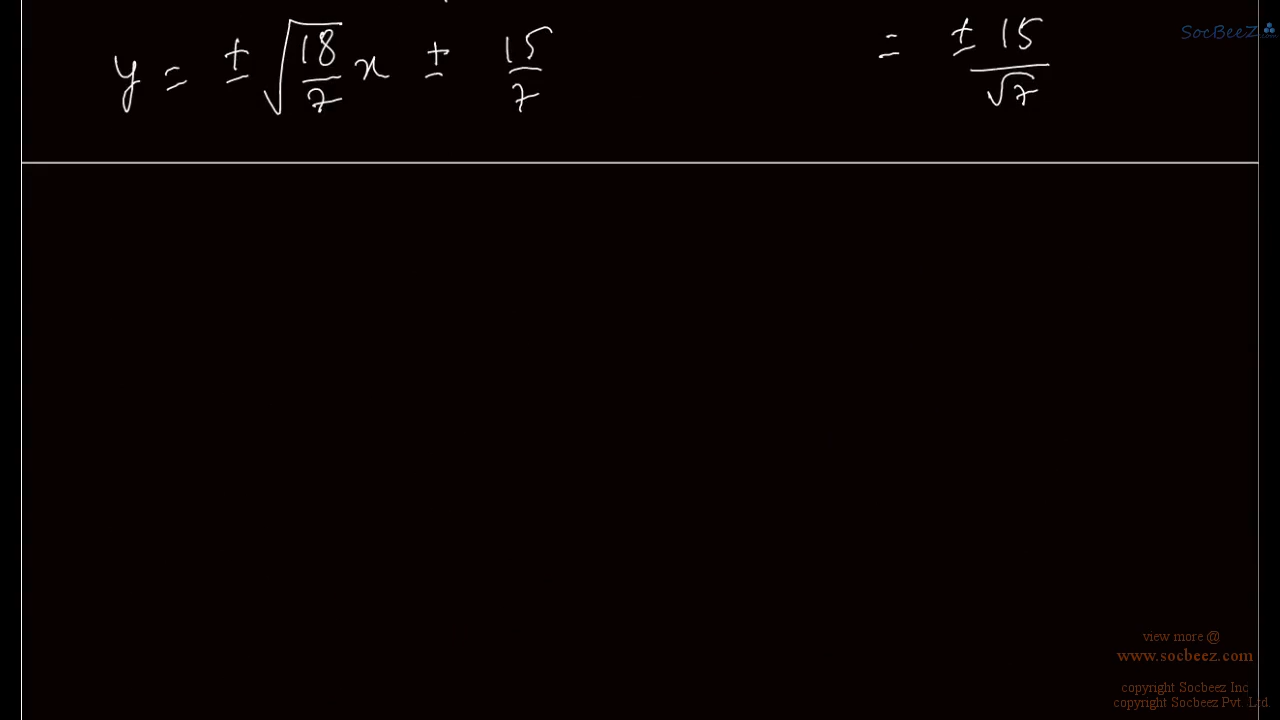 SocBeeZ
y = ± √(18/7) x ± 15/7
= ± 15/√7
view more @
www.socbeez.com
copyright Socbeez Inc
copyright Socbeez Pvt. Ltd.